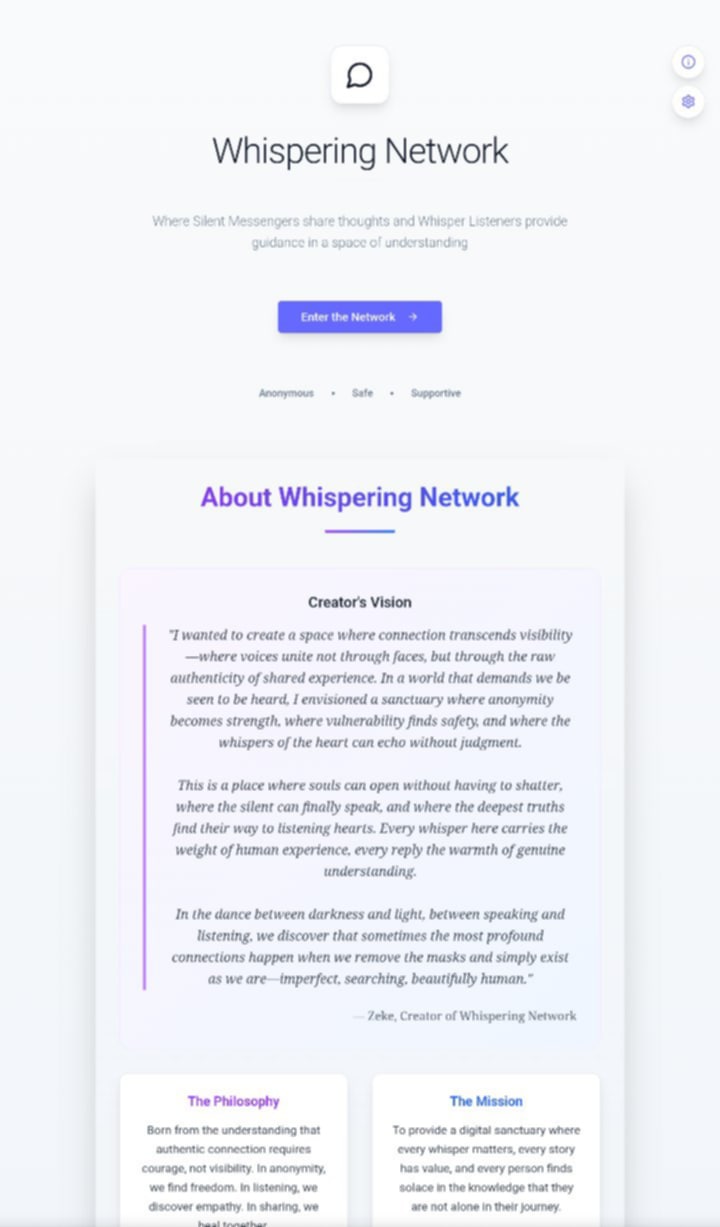 Whispering Network
Where Silent Messengers share thoughts and Whisper Listeners provide
guidance in a space of understanding
Enter the Network →
Anonymous • Safe • Supportive
About Whispering Network
Creator's Vision
"I wanted to create a space where connection transcends visibility
—where voices unite not through faces, but through the raw
authenticity of shared experience. In a world that demands we be
seen to be heard, I envisioned a sanctuary where anonymity
becomes strength, where vulnerability finds safety, and where the
whispers of the heart can echo without judgment.
This is a place where souls can open without having to shatter,
where the silent can finally speak, and where the deepest truths
find their way to listening hearts. Every whisper here carries the
weight of human experience, every reply the warmth of genuine
understanding.
In the dance between darkness and light, between speaking and
listening, we discover that sometimes the most profound
connections happen when we remove the masks and simply exist
as we are—imperfect, searching, beautifully human."
— Zeke, Creator of Whispering Network
The Philosophy
Born from the understanding that
authentic connection requires
courage, not visibility. In anonymity,
we find freedom. In listening, we
discover empathy. In sharing, we
heal together.
The Mission
To provide a digital sanctuary where
every whisper matters, every story
has value, and every person finds
solace in the knowledge that they
are not alone in their journey.